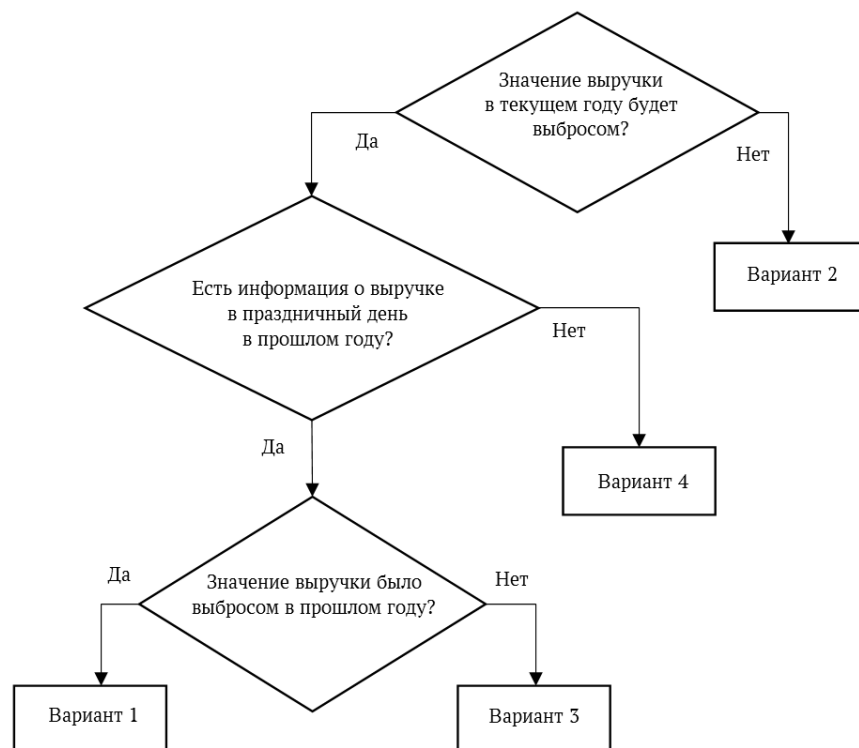 Значение выручки
в текущем году будет
выбросом?
Да
Нет
Вариант 2
Есть информация о выручке
в праздничный день
в прошлом году?
Нет
Да
Вариант 4
Да
Значение выручки было
выбросом в прошлом году?
Нет
Вариант 1
Вариант 3